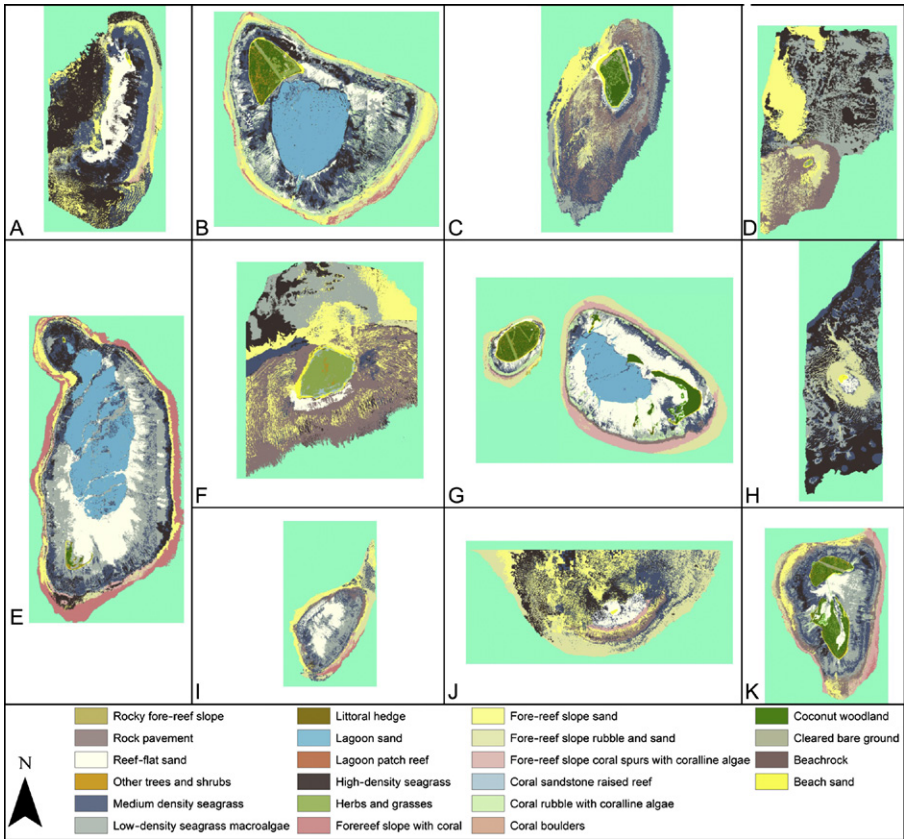 A
B
C
D
E
F
G
H
I
J
K
N
Rocky fore-reef slope
Rock pavement
Reef-flat sand
Other trees and shrubs
Medium density seagrass
Low-density seagrass macroalgae
Littoral hedge
Lagoon sand
Lagoon patch reef
High-density seagrass
Herbs and grasses
Forereef slope with coral
Fore-reef slope sand
Fore-reef slope rubble and sand
Fore-reef slope coral spurs with coralline algae
Coral sandstone raised reef
Coral rubble with coralline algae
Coral boulders
Coconut woodland
Cleared bare ground
Beachrock
Beach sand